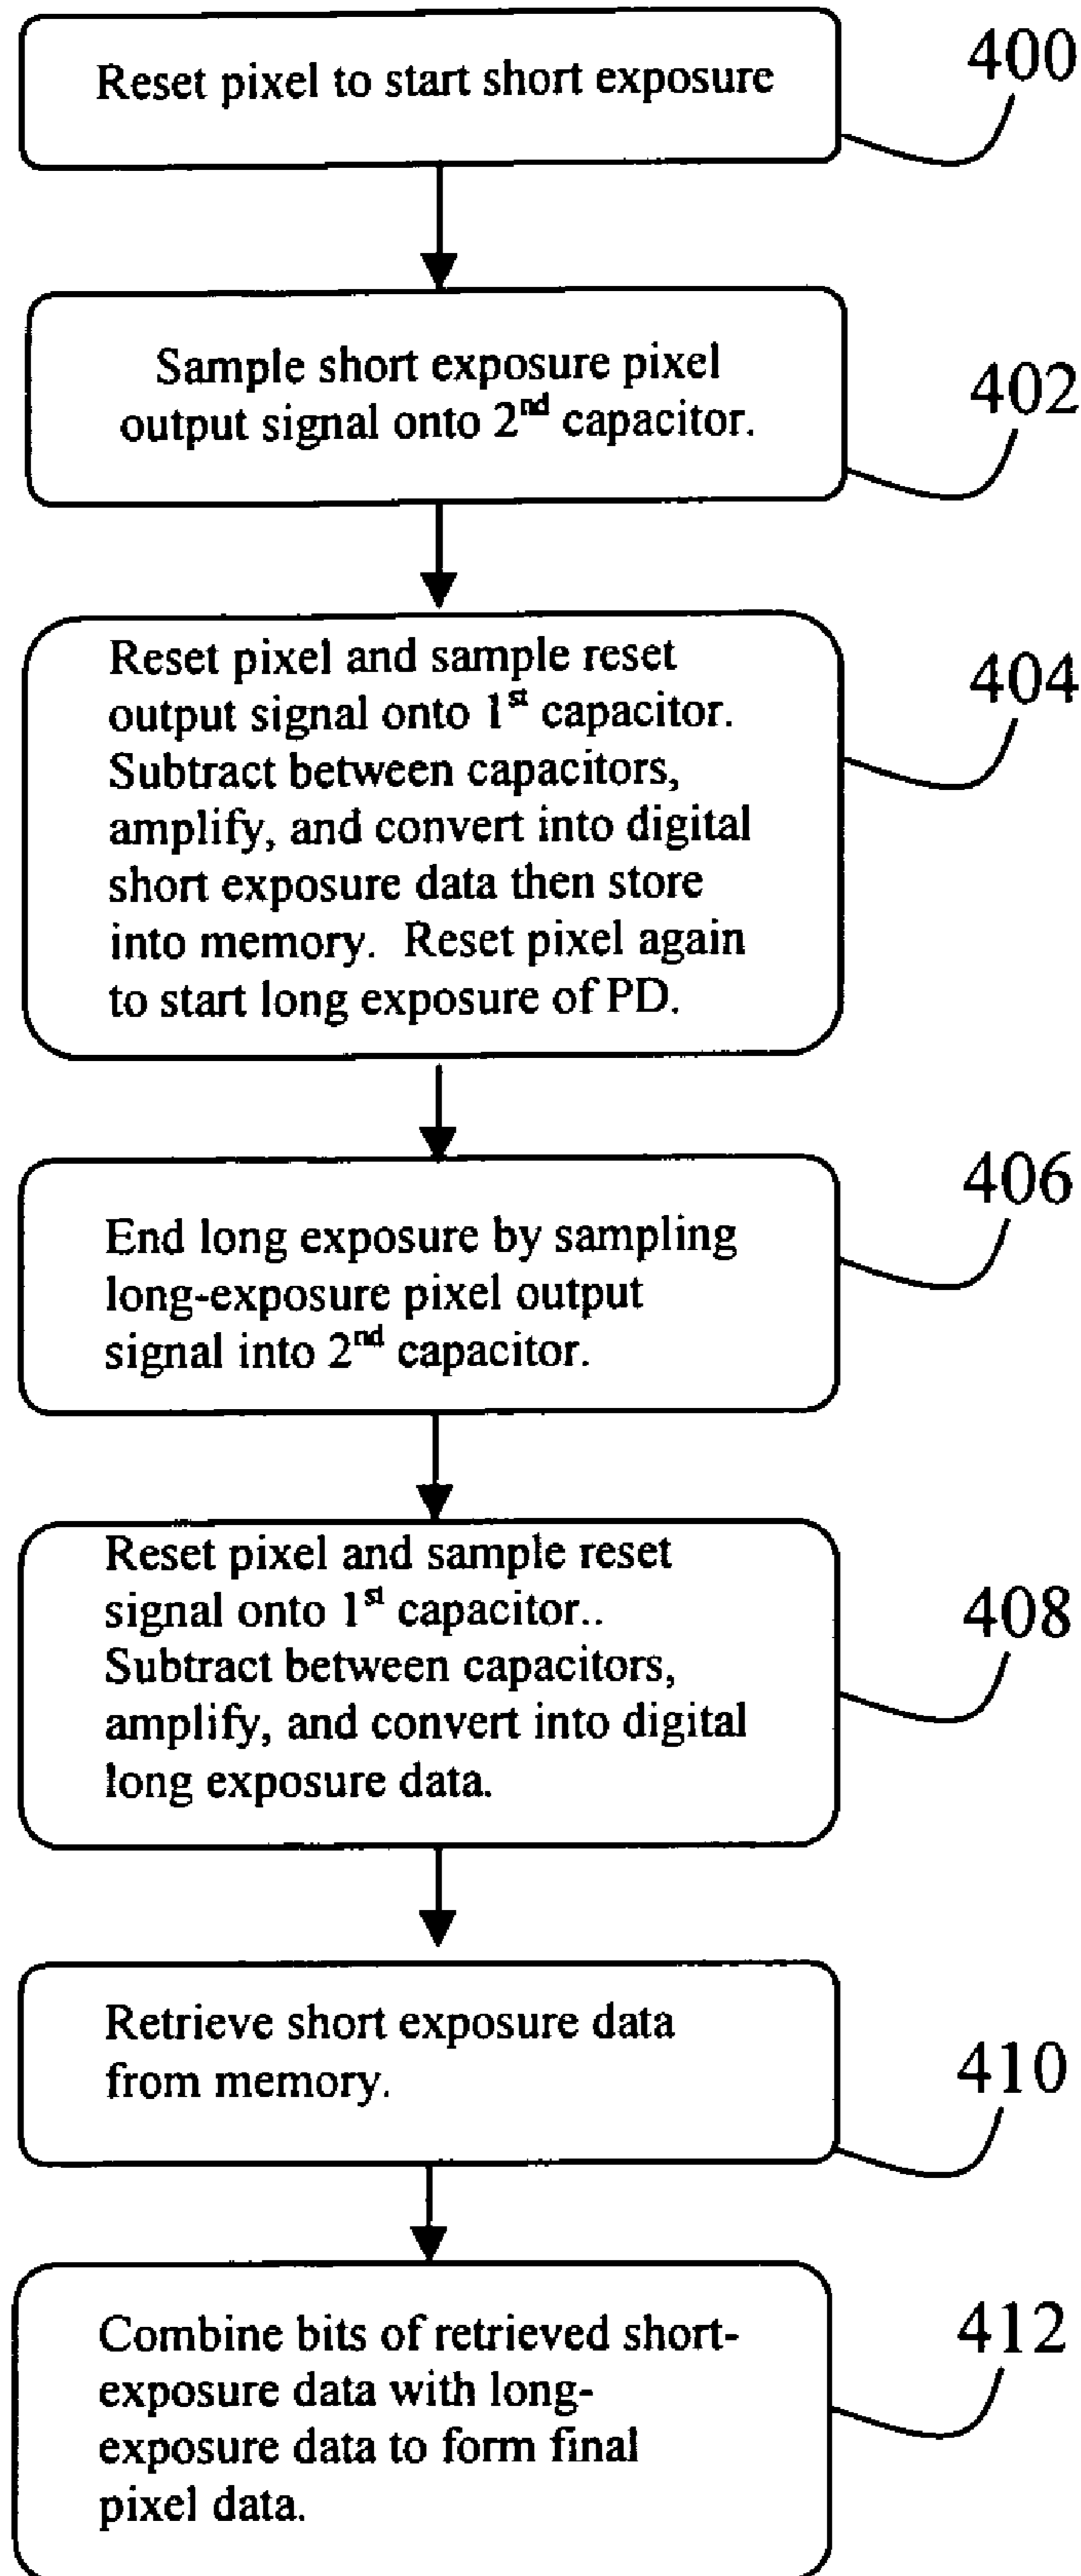 Reset pixel to start short exposure
400
Sample short exposure pixel
output signal onto 2nd capacitor.
402
Reset pixel and sample reset
output signal onto 1st capacitor.
Subtract between capacitors,
amplify, and convert into digital
short exposure data then store
into memory. Reset pixel again
to start long exposure of PD.
404
End long exposure by sampling
long-exposure pixel output
signal into 2nd capacitor.
406
Reset pixel and sample reset
signal onto 1st capacitor..
Subtract between capacitors,
amplify, and convert into digital
long exposure data.
408
Retrieve short exposure data
from memory.
410
Combine bits of retrieved short-
exposure data with long-
exposure data to form final
pixel data.
412